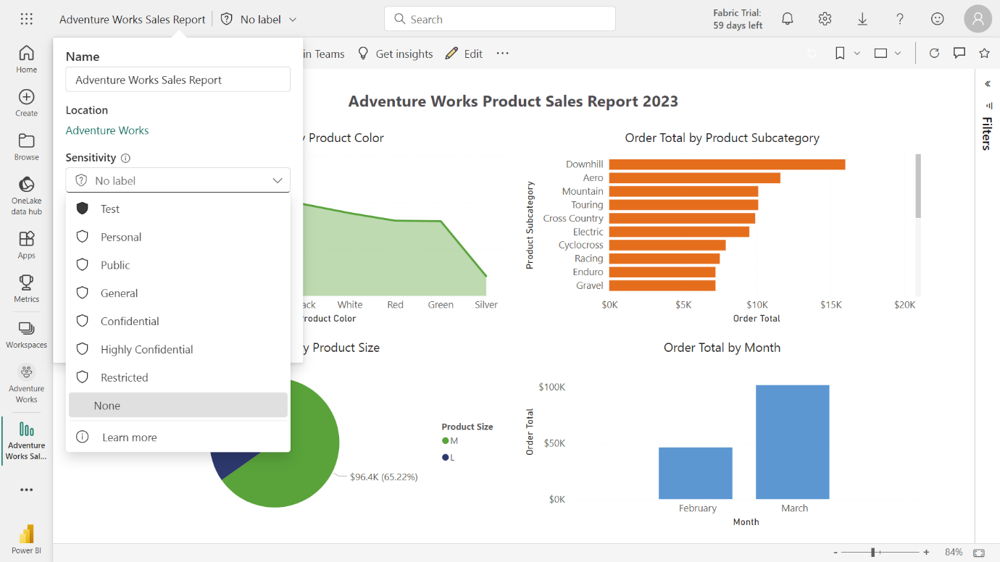 Adventure Works Sales Report
No label
Search
Fabric Trial:
59 days left
Home
Create
Browse
OneLake
data hub
Apps
Metrics
Workspaces
Adventure
Works
Adventure
Works Sal...
Power BI
Name
Adventure Works Sales Report
Location
Adventure Works
Sensitivity
No label
Test
Personal
Public
General
Confidential
Highly Confidential
Restricted
None
Learn more
in Teams
Get insights
Edit
Filters
Adventure Works Product Sales Report 2023
y Product Color
White
Red
Green
Silver
roduct Color
Order Total by Product Subcategory
Product Subcategory
Downhill
Aero
Mountain
Touring
Cross Country
Electric
Cyclocross
Racing
Enduro
Gravel
$0K
$5K
$10K
$15K
$20K
Order Total
y Product Size
Product Size
M
L
$96.4K (65.22%)
Order Total by Month
Order Total
$100K
$50K
$0K
February
March
Month
- + 84%